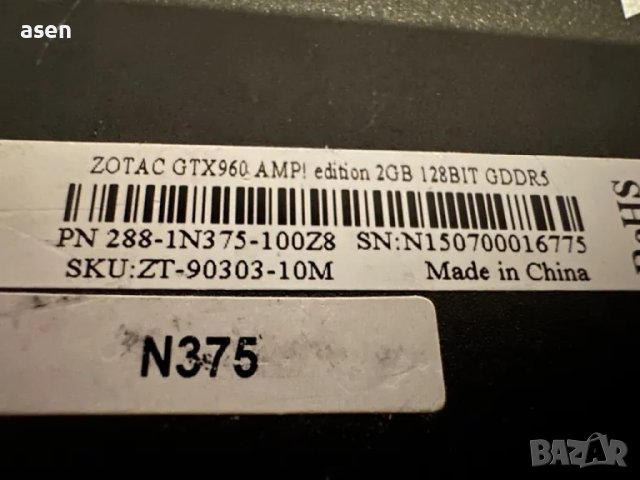 asen
ZOTAC GTX960 AMP! edition 2GB 128BIT GDDR5
PN 288-1N375-100Z8 SN:N150700016775
SKU:ZT-90303-10M Made in China
RoHS
N375
BAZAR